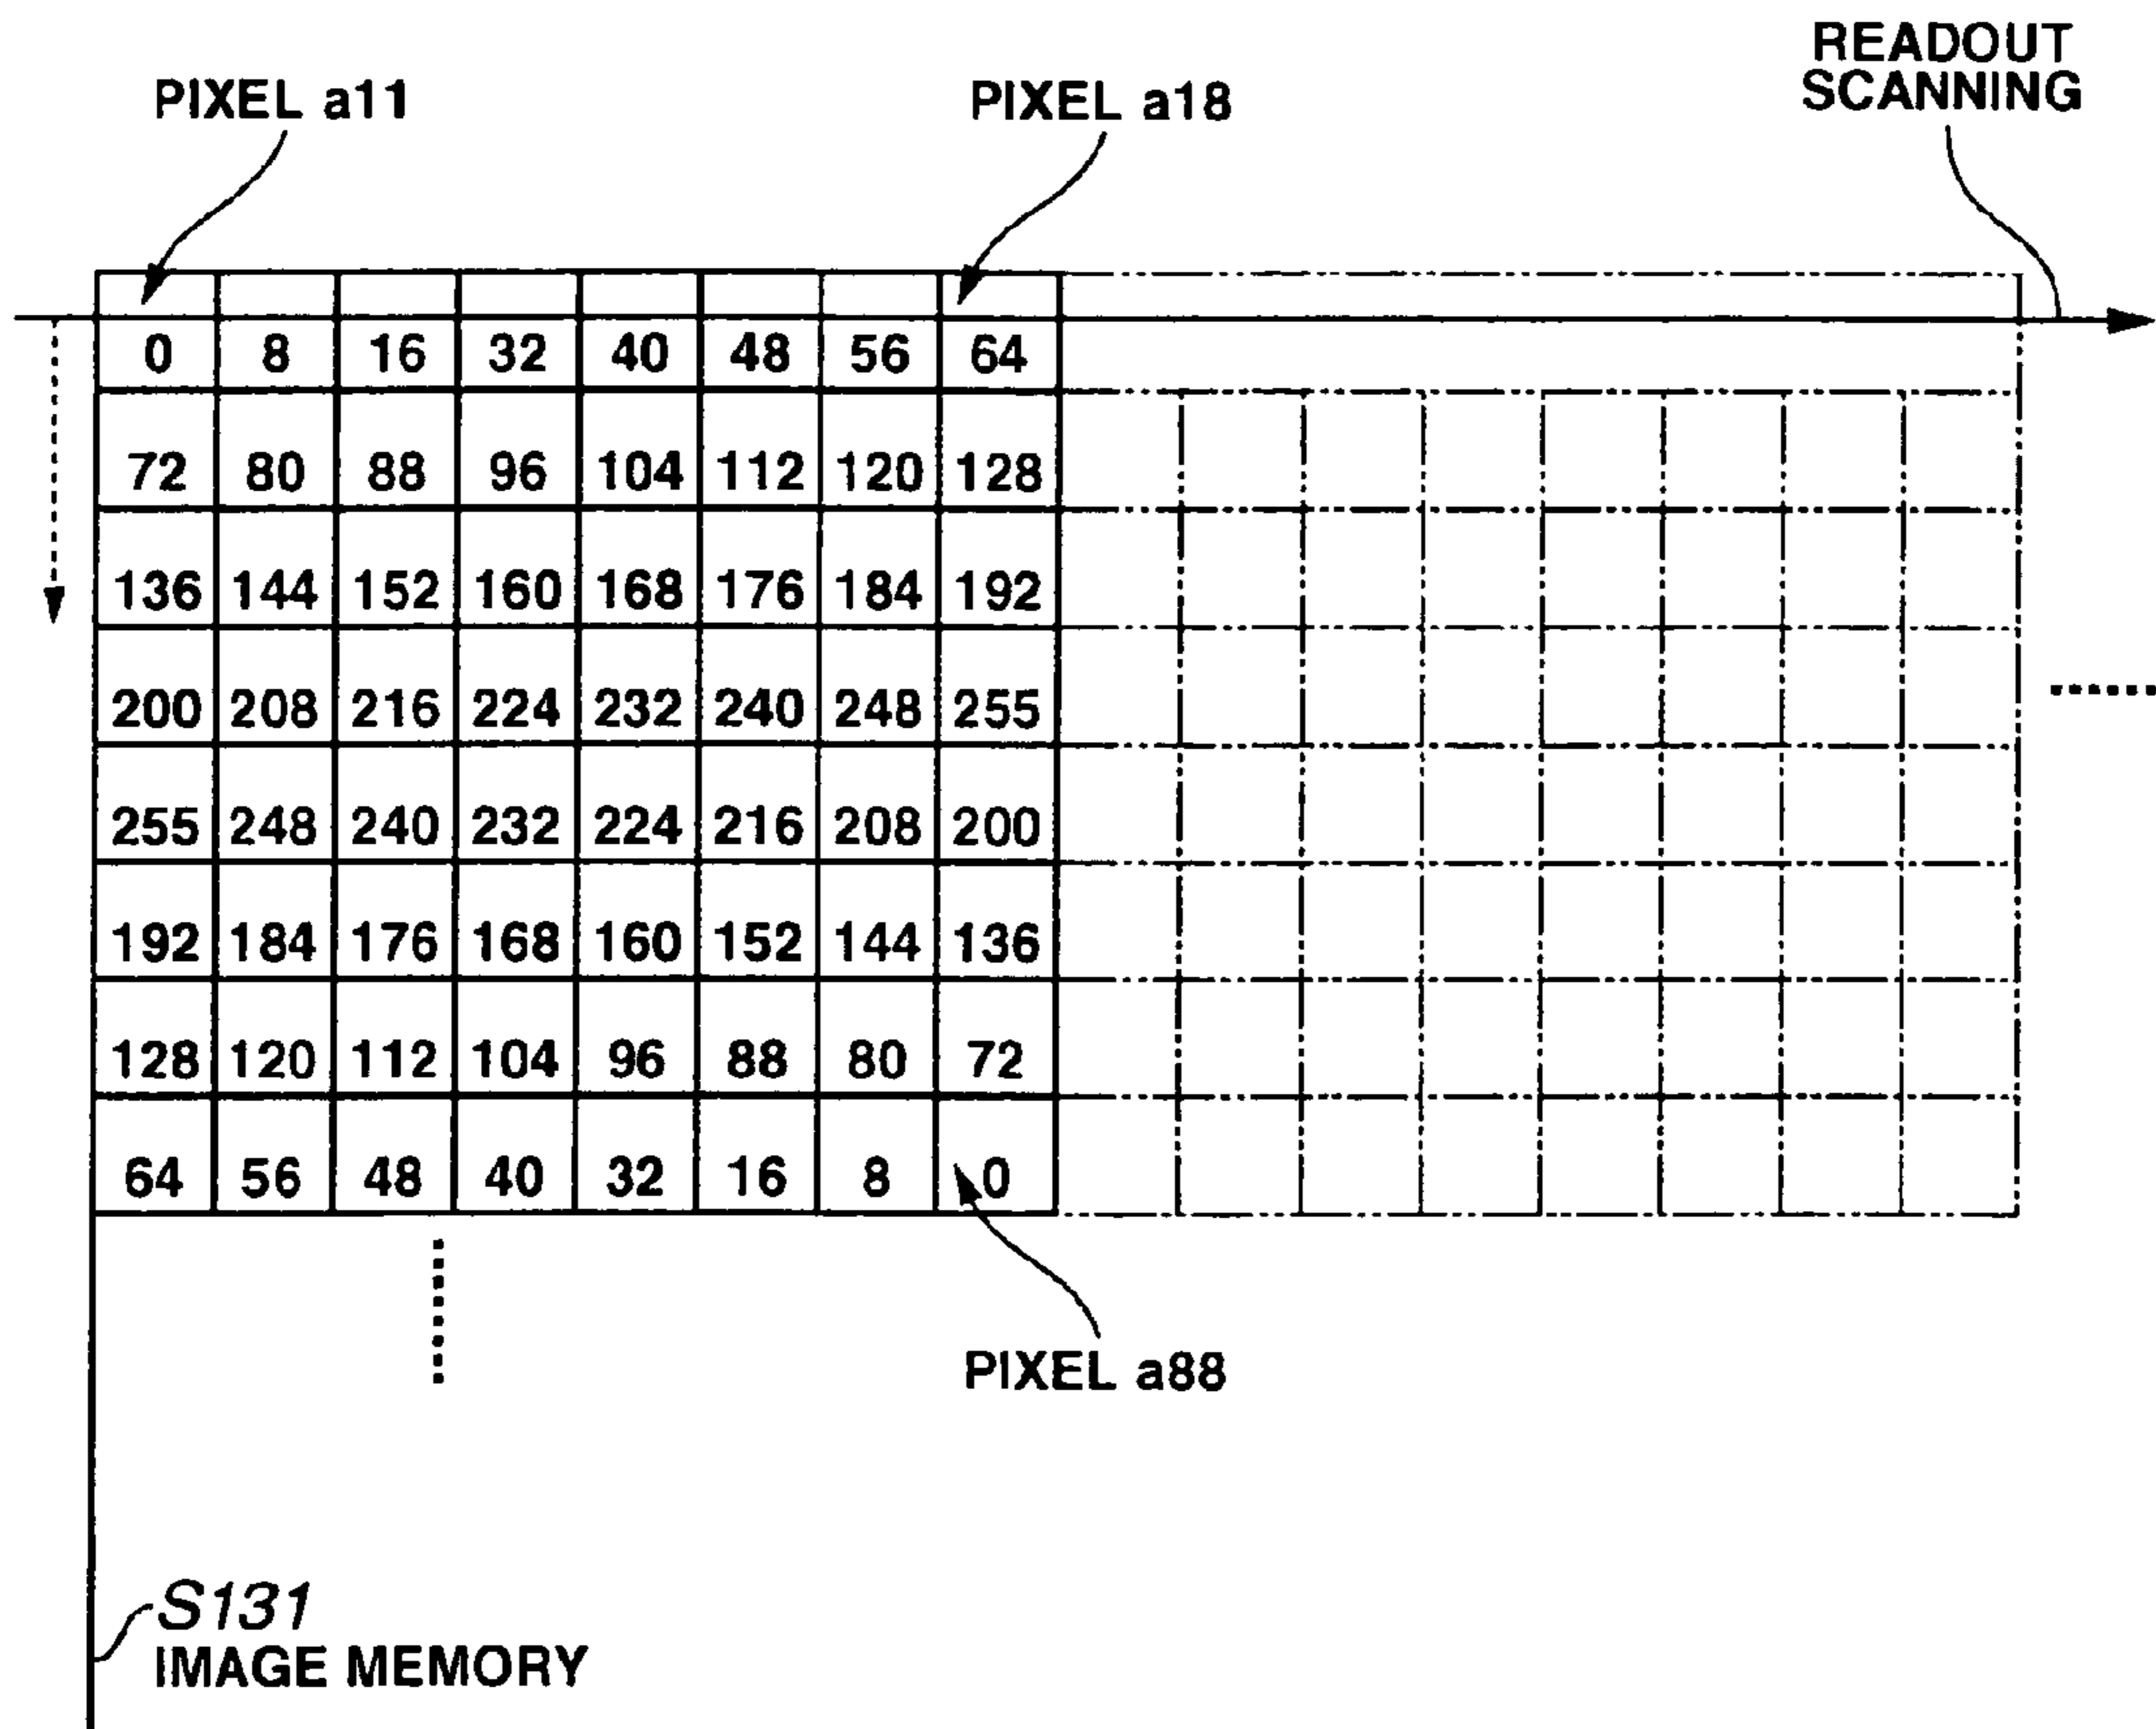 READOUT
SCANNING
PIXEL a11 PIXEL a18
0 8 16 32 40 48 56 64
72 80 88 96 104 112 120 128
136 144 152 160 168 176 184 192
200 208 216 224 232 240 248 255
255 248 240 232 224 216 208 200
192 184 176 168 160 152 144 136
128 120 112 104 96 88 80 72
64 56 48 40 32 16 8 0
PIXEL a88
S131
IMAGE MEMORY